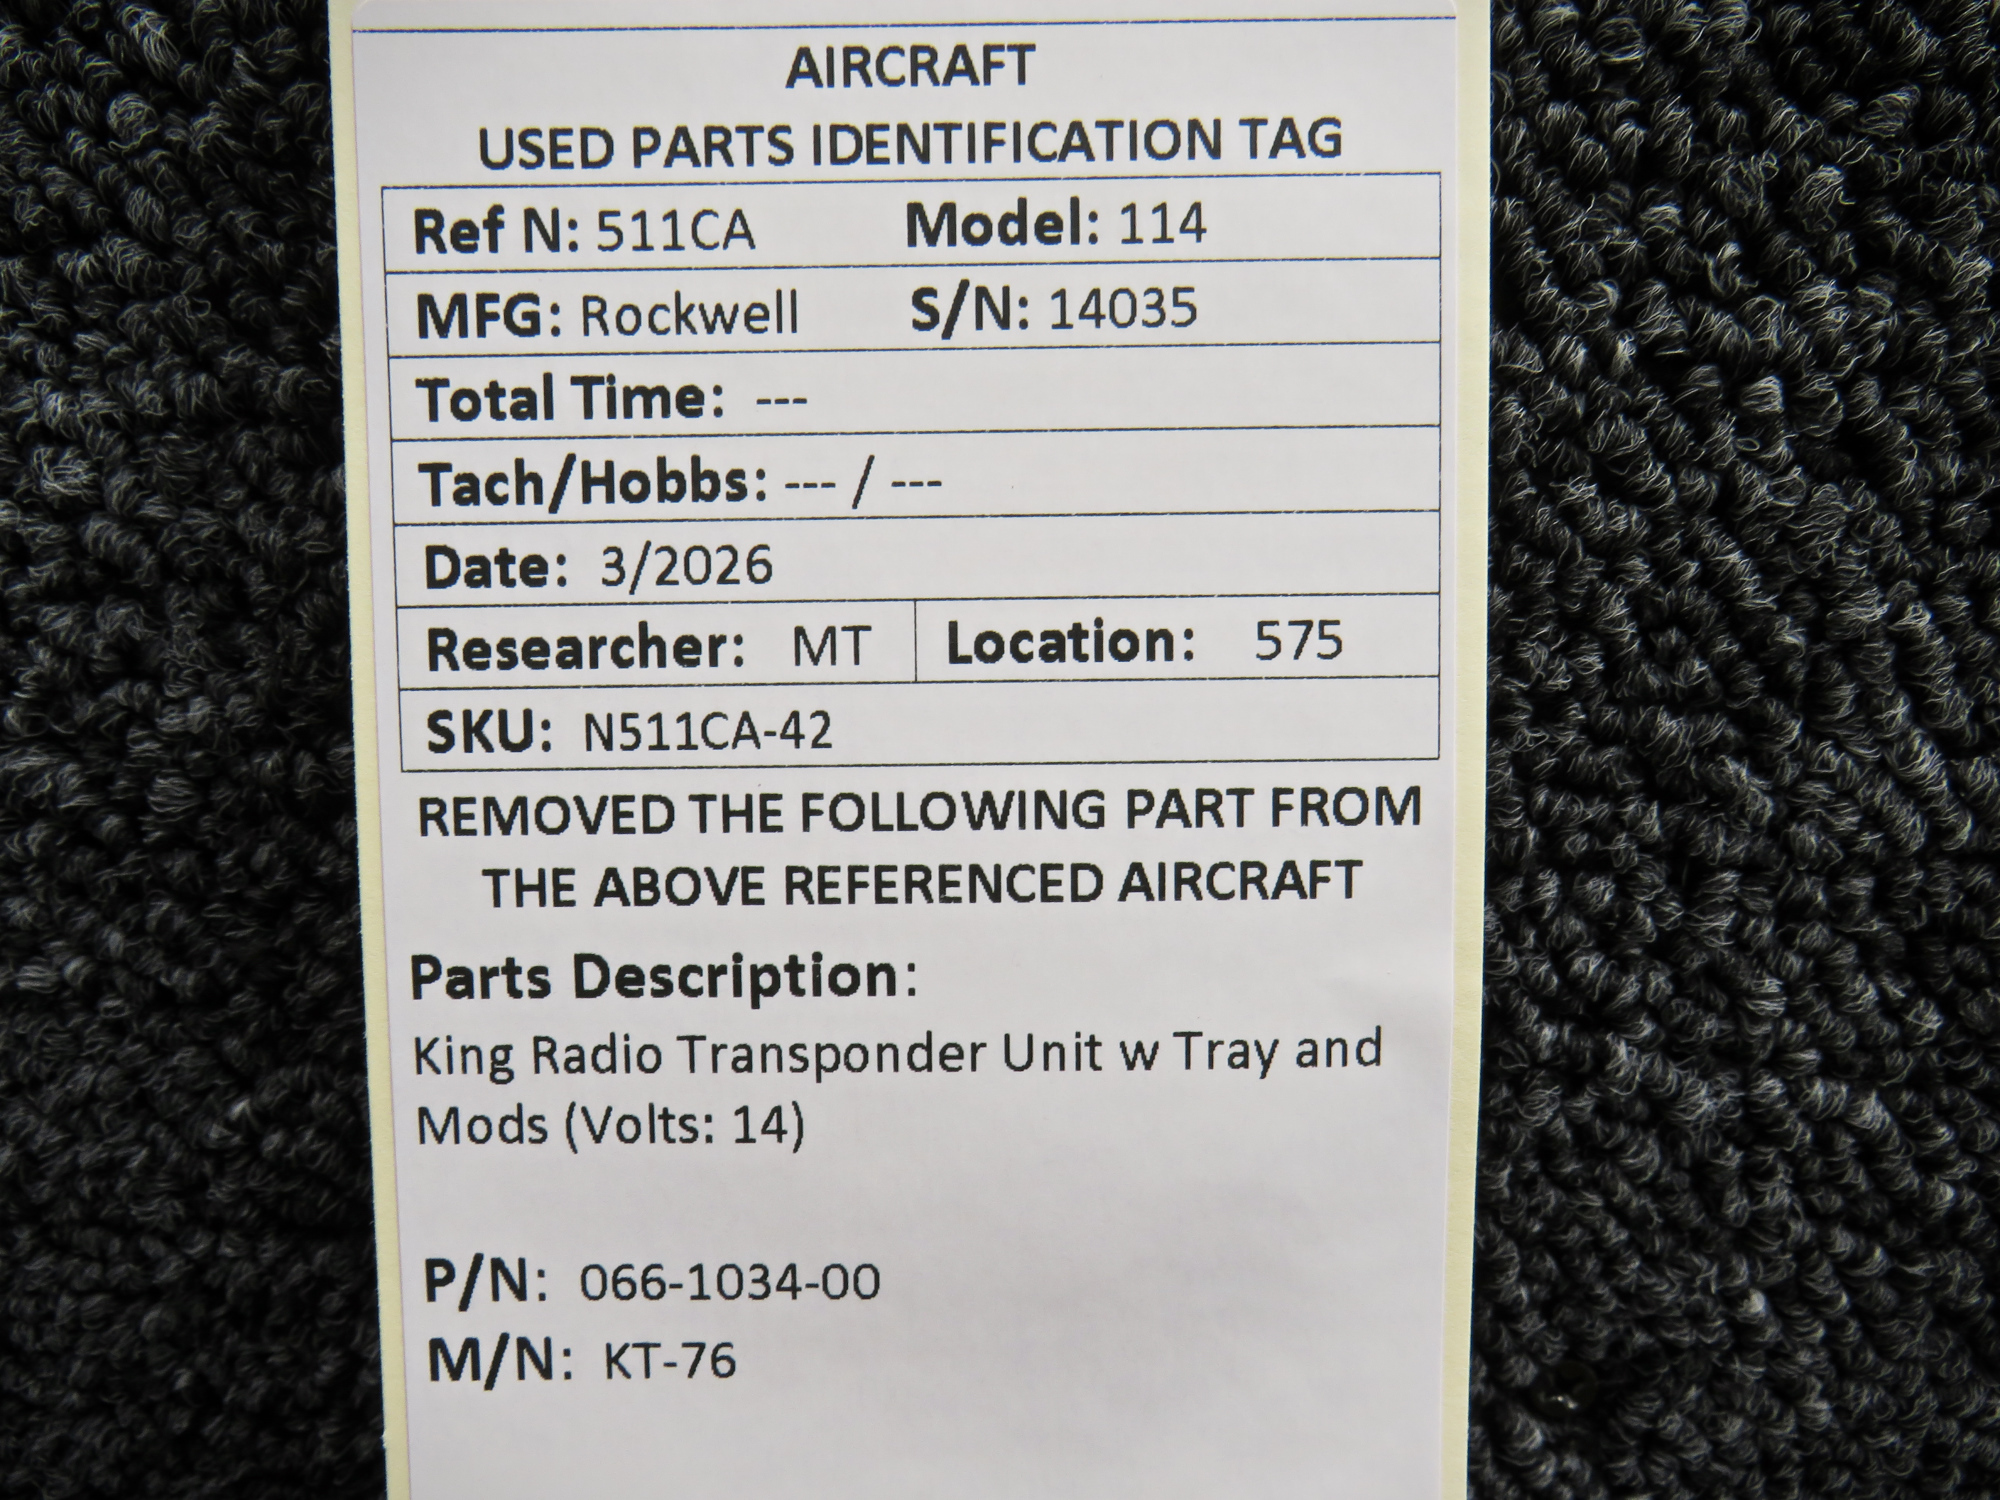 AIRCRAFT
USED PARTS IDENTIFICATION TAG
Ref N: 511CA Model: 114
MFG: Rockwell S/N: 14035
Total Time: ---
Tach/Hobbs: --- / ---
Date: 3/2026
Researcher: MT Location: 575
SKU: N511CA-42
REMOVED THE FOLLOWING PART FROM
THE ABOVE REFERENCED AIRCRAFT
Parts Description:
King Radio Transponder Unit w Tray and
Mods (Volts: 14)
P/N: 066-1034-00
M/N: KT-76